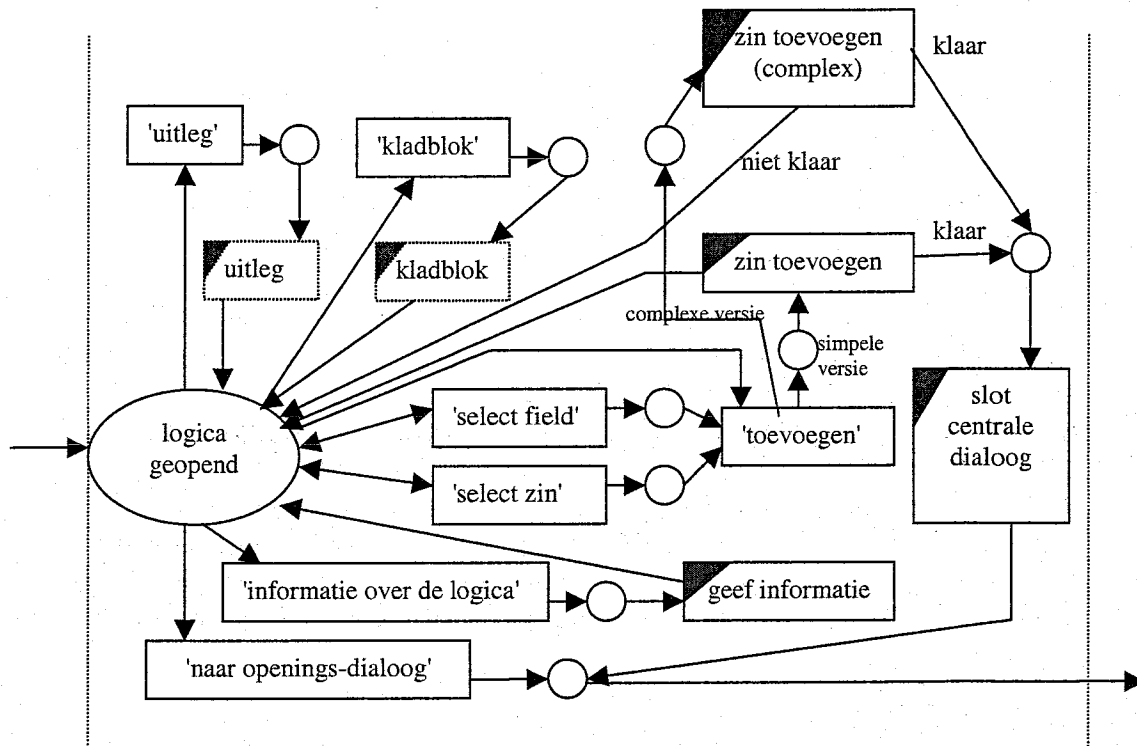 zin toevoegen
(complex)
klaar
'uitleg'
'kladblok'
niet klaar
klaar
uitleg
kladblok
zin toevoegen
complexe versie
simpele
versie
logica
geopend
'select field'
'toevoegen'
slot
centrale
dialoog
'select zin'
'informatie over de logica'
geef informatie
'naar openings-dialoog'